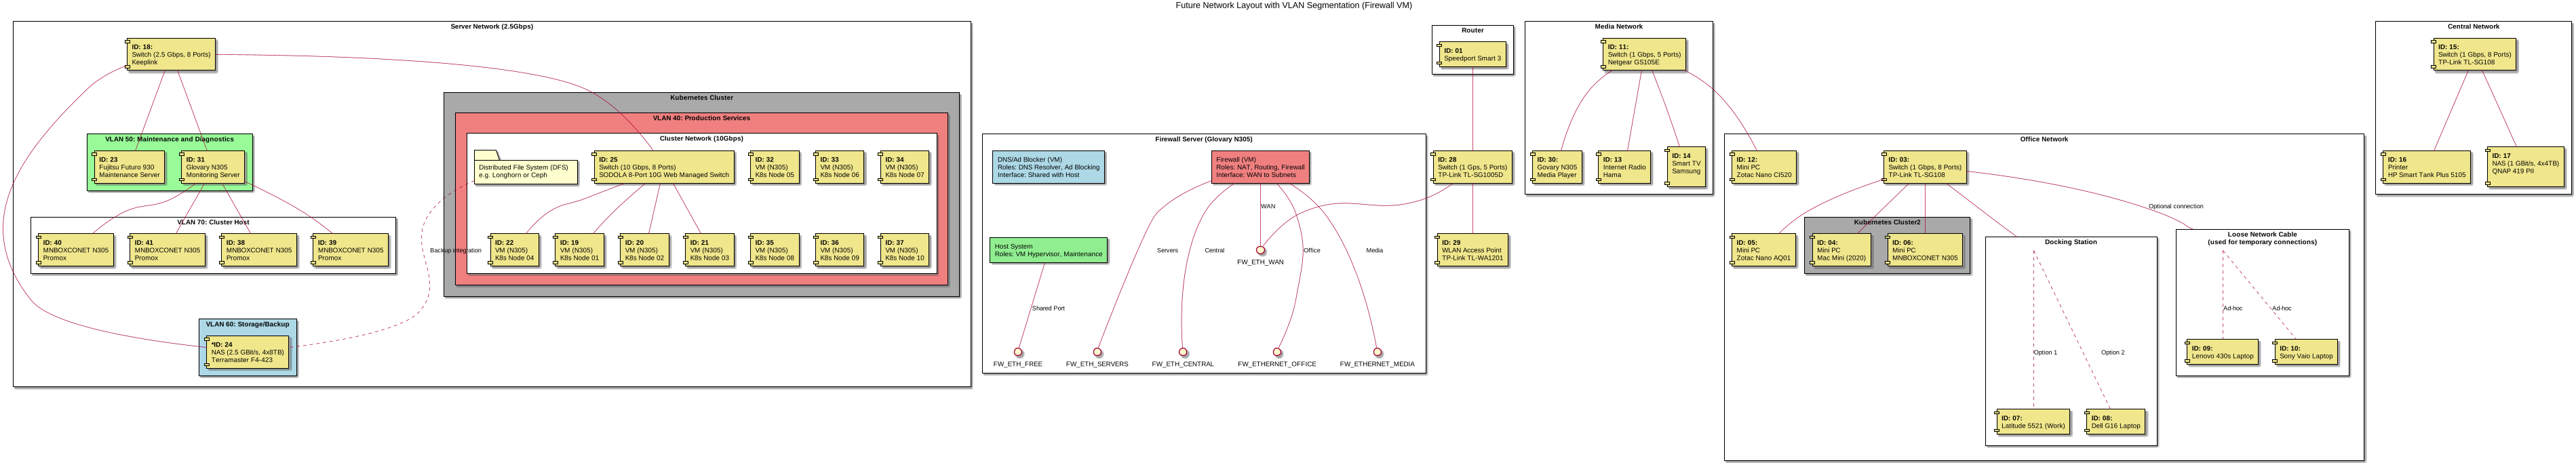 Future Network Layout with VLAN Segmentation (Firewall VM)
Server Network (2.5Gbps)
ID: 18:
Switch (2.5 Gbps, 8 Ports)
Keeplink
VLAN 50: Maintenance and Diagnostics
ID: 23
Fujitsu Futuro 930
Maintenance Server
ID: 31
Glovary N305
Monitoring Server
VLAN 70: Cluster Host
ID: 40
MNBOXCONET N305
Promox
ID: 41
MNBOXCONET N305
Promox
ID: 38
MNBOXCONET N305
Promox
ID: 39
MNBOXCONET N305
Promox
VLAN 60: Storage/Backup
*ID: 24
NAS (2.5 GBit/s, 4x8TB)
Terramaster F4-423
Backup Integration
Kubernetes Cluster
VLAN 40: Production Services
Cluster Network (10Gbps)
Distributed File System (DFS)
e.g. Longhorn or Ceph
ID: 25
Switch (10 Gbps, 8 Ports)
SODOLA 8-Port 10G Web Managed Switch
ID: 32
VM (N305)
K8s Node 05
ID: 33
VM (N305)
K8s Node 06
ID: 34
VM (N305)
K8s Node 07
ID: 22
VM (N305)
K8s Node 04
ID: 19
VM (N305)
K8s Node 01
ID: 20
VM (N305)
K8s Node 02
ID: 21
VM (N305)
K8s Node 03
ID: 35
VM (N305)
K8s Node 08
ID: 36
VM (N305)
K8s Node 09
ID: 37
VM (N305)
K8s Node 10
Firewall Server (Glovary N305)
DNS/Ad Blocker (VM)
Roles: DNS Resolver, Ad Blocking
Interface: Shared with Host
Firewall (VM)
Roles: NAT, Routing, Firewall
Interface: WAN to Subnets
Host System
Roles: VM Hypervisor, Maintenance
WAN
Servers
Central
Office
Media
FW_ETH_WAN
Shared Port
FW_ETH_FREE
FW_ETH_SERVERS
FW_ETH_CENTRAL
FW_ETHERNET_OFFICE
FW_ETHERNET_MEDIA
Router
ID: 01
Speedport Smart 3
ID: 28
Switch (1 Gps, 5 Ports)
TP-Link TL-SG1005D
ID: 29
WLAN Access Point
TP-Link TL-WA1201
Media Network
ID: 11:
Switch (1 Gbps, 5 Ports)
Netgear GS105E
ID: 30:
Govary N305
Media Player
ID: 13
Internet Radio
Hama
ID: 14
Smart TV
Samsung
Office Network
ID: 12:
Mini PC
Zotac Nano CI520
ID: 03:
Switch (1 Gbps, 8 Ports)
TP-Link TL-SG108
Optional connection
ID: 05:
Mini PC
Zotac Nano AQ01
Kubernetes Cluster2
ID: 04:
Mini PC
Mac Mini (2020)
ID: 06:
Mini PC
MNBOXCONET N305
Docking Station
Option 1
Option 2
ID: 07:
Latitude 5521 (Work)
ID: 08:
Dell G16 Laptop
Loose Network Cable
(used for temporary connections)
Ad-hoc
Ad-hoc
ID: 09:
Lenovo 430s Laptop
ID: 10:
Sony Vaio Laptop
Central Network
ID: 15:
Switch (1 Gbps, 8 Ports)
TP-Link TL-SG108
ID: 16
Printer
HP Smart Tank Plus 5105
ID: 17
NAS (1 GBit/s, 4x4TB)
QNAP 419 PII